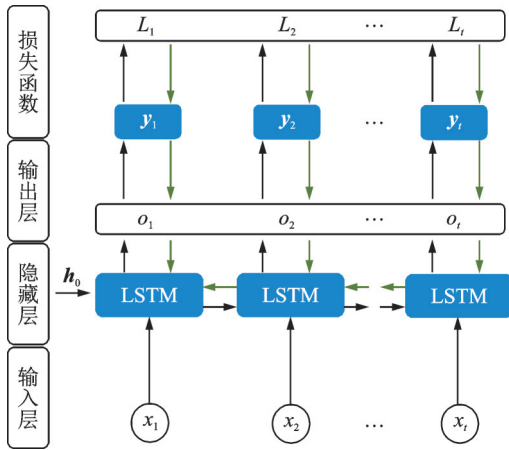 损失函数
L1 L2 … Lt
y1 y2 … yt
输出层
o1 o2 … ot
隐藏层
h0
LSTM LSTM LSTM
输入层
x1 x2 … xt